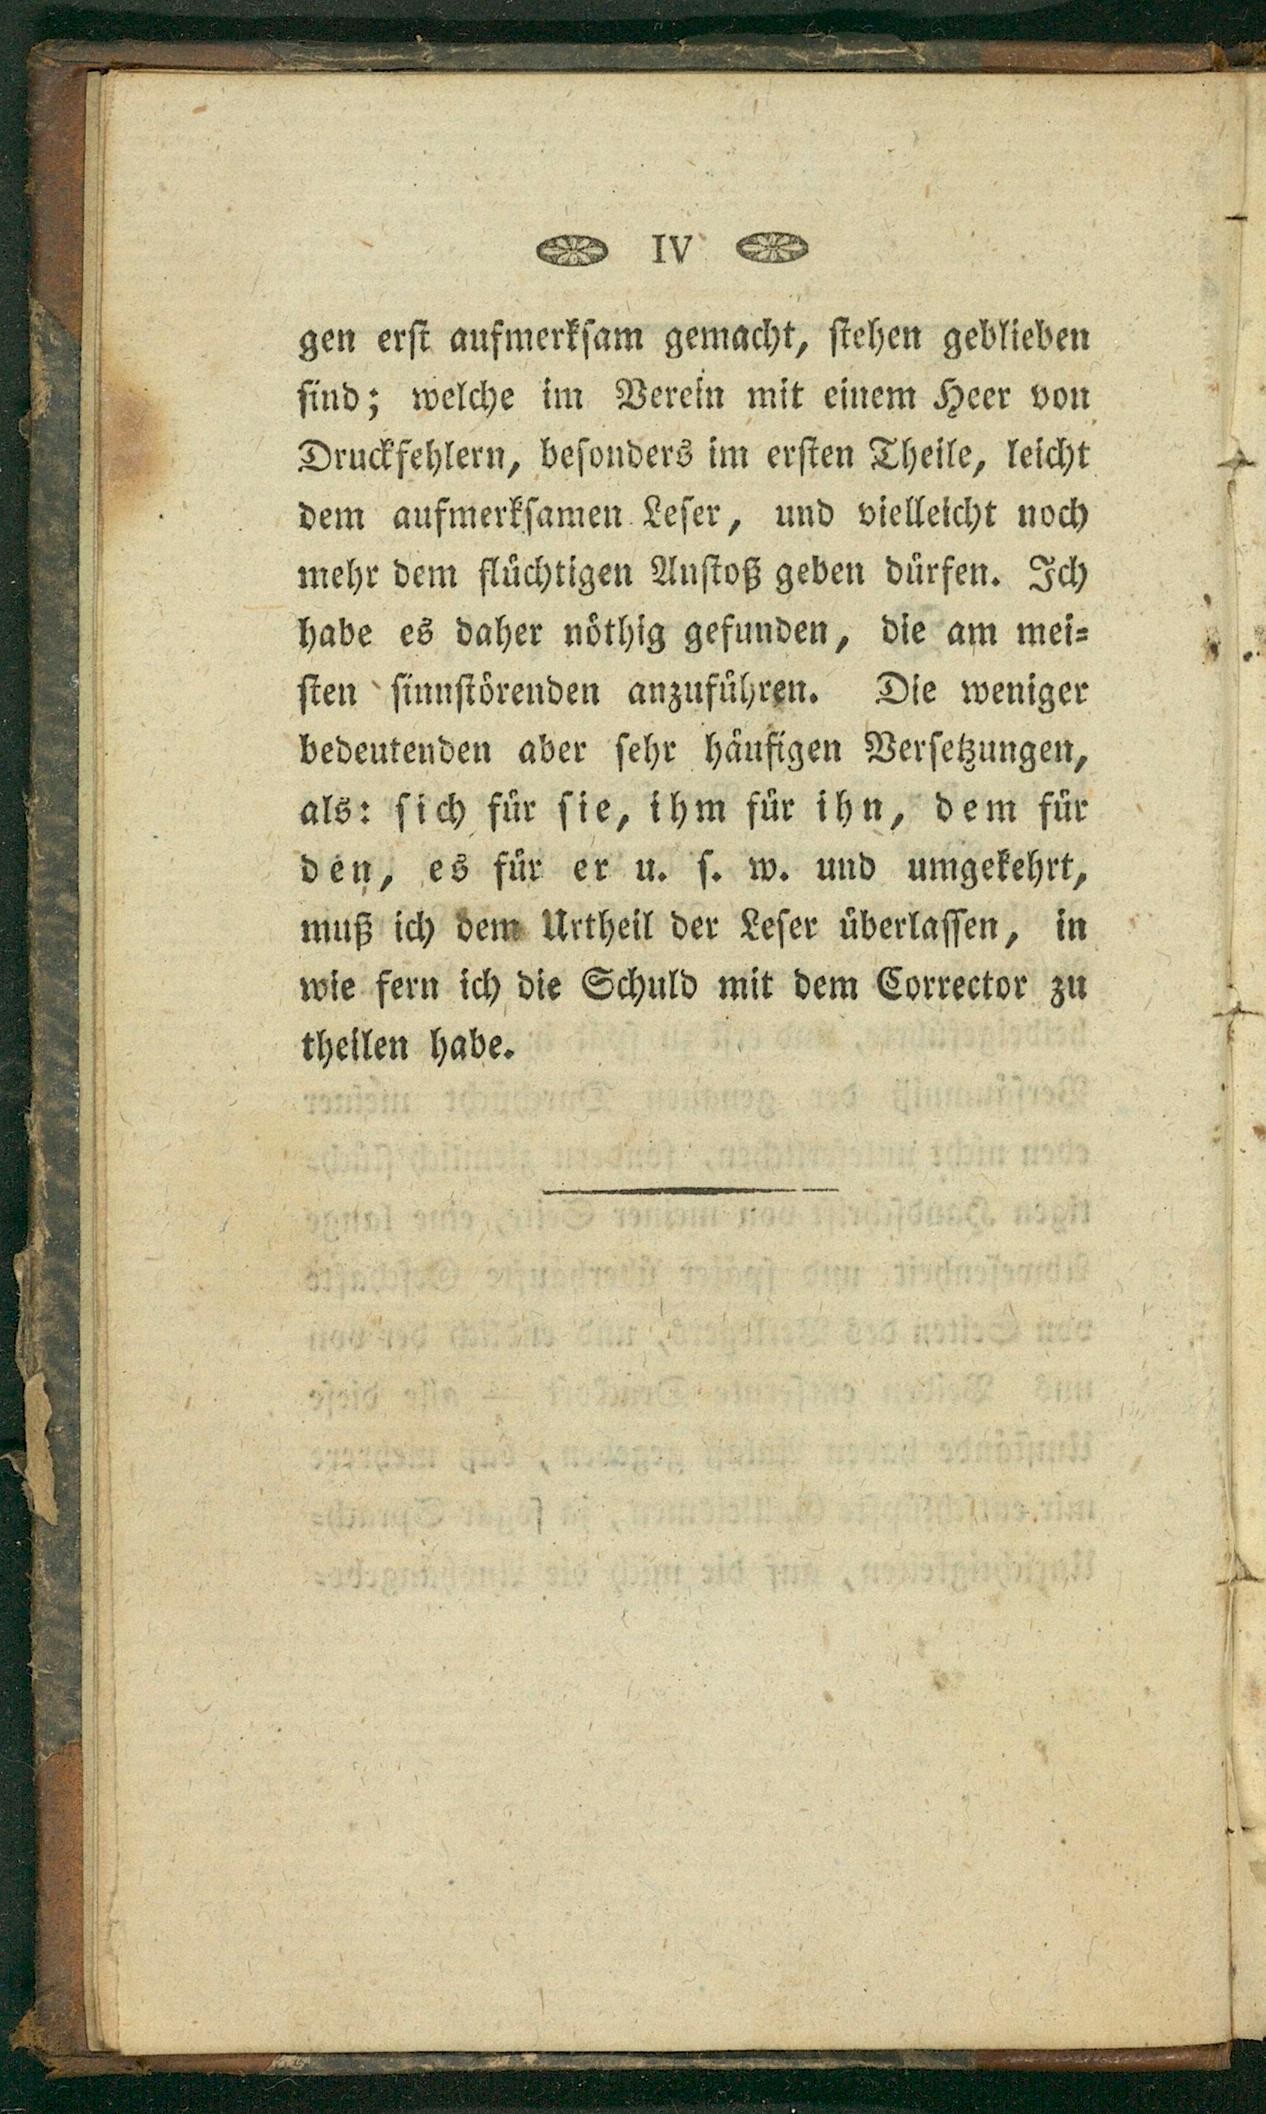 IV
gen erst aufmerksam gemacht, stehen geblieben
sind; welche im Verein mit einem Heer von
Druckfehlern, besonders im ersten Theile, leicht
dem aufmerksamen Leser, und vielleicht noch
mehr dem flüchtigen Anstoß geben dürfen. Ich
habe es daher nöthig gefunden, die am mei-
sten sinnstörenden anzuführen. Die weniger
bedeutenden aber sehr häufigen Versetzungen,
als: sich für sie, ihm für ihn, dem für
den, es für er u. s. w. und umgekehrt,
muß ich dem Urtheil der Leser überlassen, in
wie fern ich die Schuld mit dem Corrector zu
theilen habe.